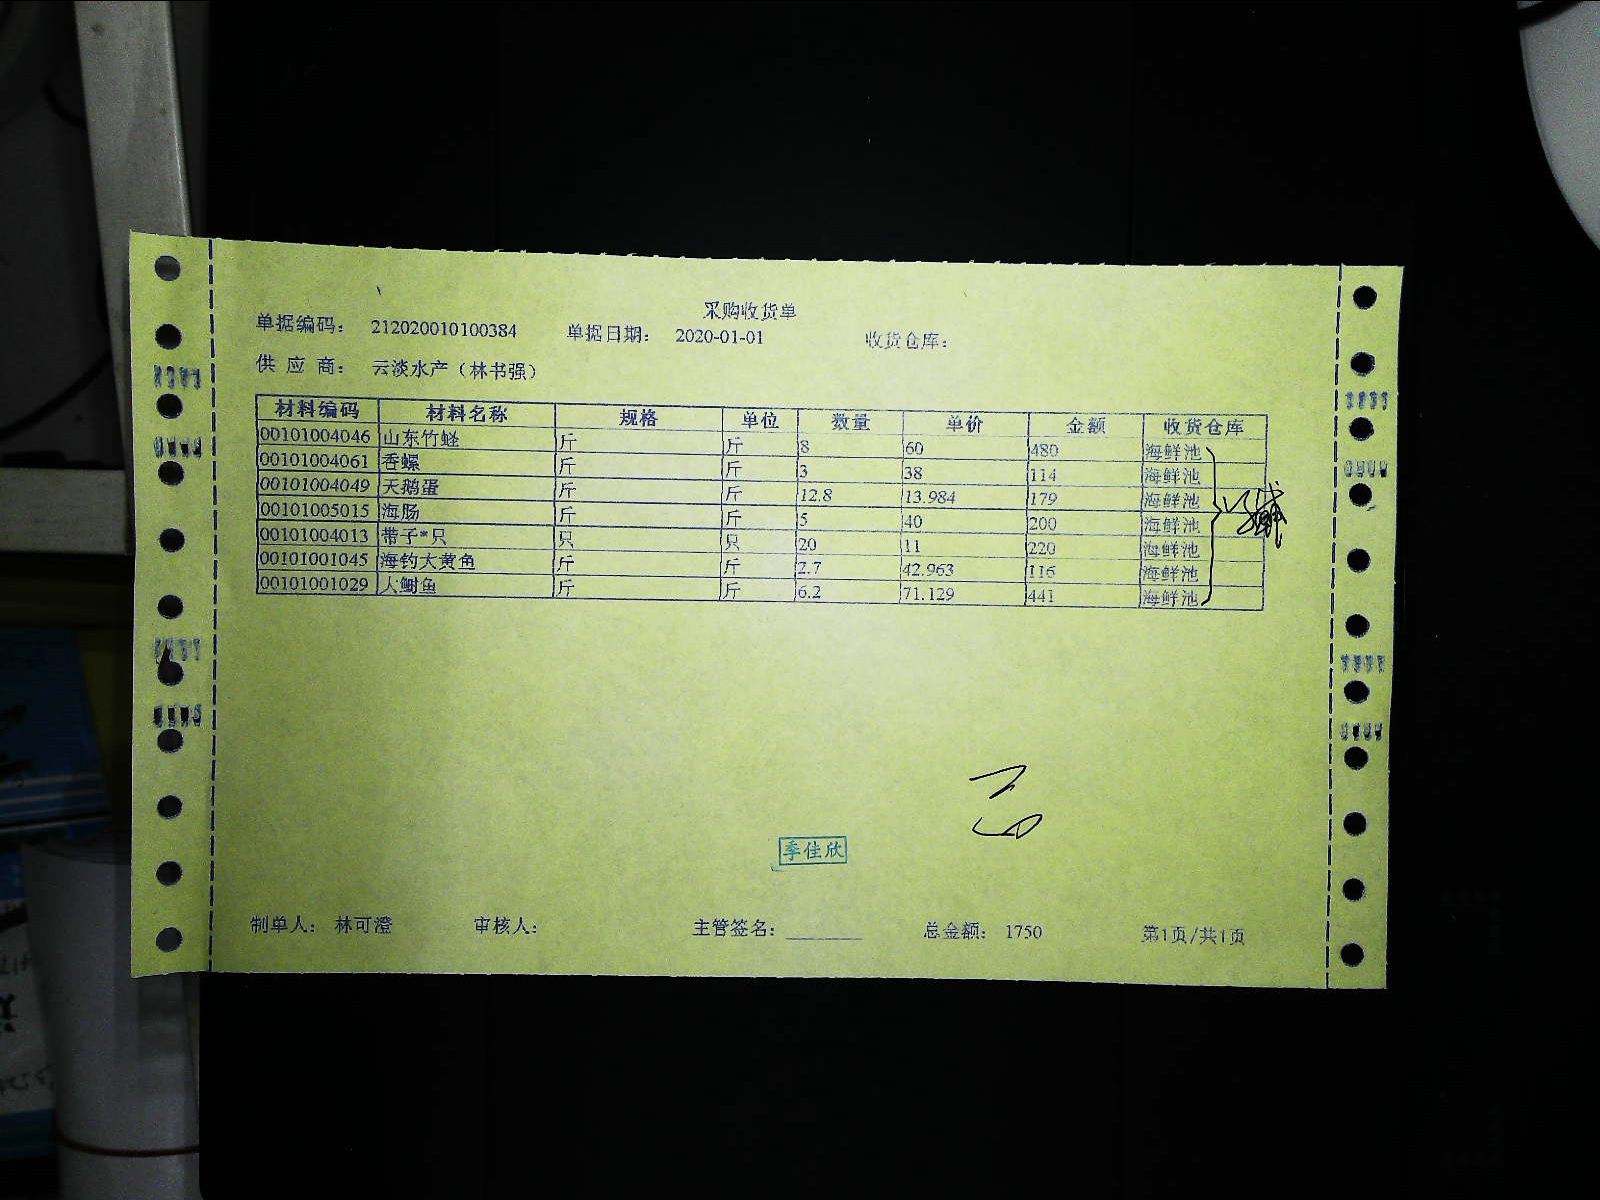 采购收货单
单据编码： 212020010100384 单据日期： 2020-01-01 收货仓库：
供 应 商： 云淡水产（林书强）
材料编码 材料名称 规格 单位 数量 单价 金额 收货仓库
00101004046 山东竹蛏 斤 斤 8 60 480 海鲜池
00101004061 香螺 斤 斤 3 38 114 海鲜池
00101004049 天鹅蛋 斤 斤 12.8 13.984 179 海鲜池
00101005015 海肠 斤 斤 5 40 200 海鲜池
00101004013 带子*只 只 只 20 11 220 海鲜池
00101001045 海钓大黄鱼 斤 斤 2.7 42.963 116 海鲜池
00101001029 大鲥鱼 斤 斤 6.2 71.129 441 海鲜池
季佳欣
制单人： 林可澄 审核人： 主管签名： 总金额： 1750 第1页/共1页